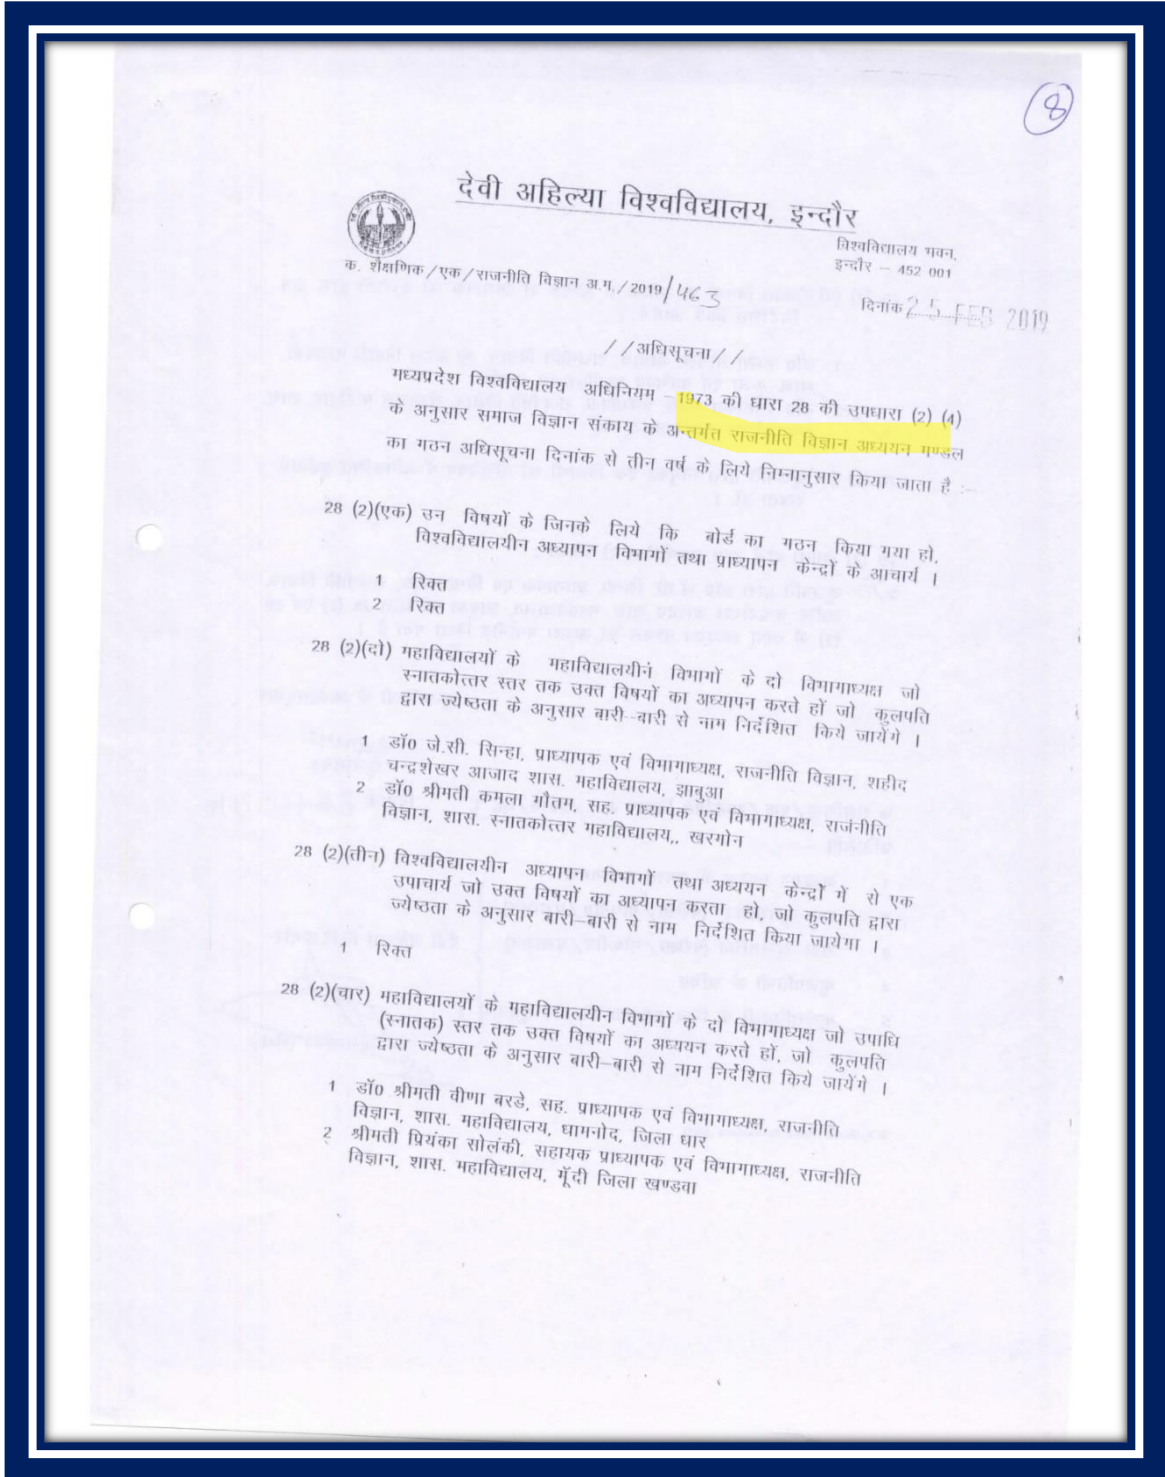 8
देवी अहिल्या विश्वविद्यालय, इन्दौर
विश्वविद्यालय भवन,
इन्दौर – 452 001
क. शैक्षणिक/एक/राजनीति विज्ञान अ.म./2019/463
दिनांक 25 FEB 2019
//अधिसूचना//
मध्यप्रदेश विश्वविद्यालय अधिनियम –1973 की धारा 28 की उपधारा (2) (4)
के अनुसार समाज विज्ञान संकाय के अन्तर्गत राजनीति विज्ञान अध्ययन मण्डल
का गठन अधिसूचना दिनांक से तीन वर्ष के लिये निम्नानुसार किया जाता है :–
28 (2)(एक) उन विषयों के जिनके लिये कि बोर्ड का गठन किया गया हो,
विश्वविद्यालयीन अध्यापन विभागों तथा प्राध्यापन केन्द्रों के आचार्य ।
1 रिक्त
2 रिक्त
28 (2)(दो) महाविद्यालयों के महाविद्यालयीनं विभागों के दो विभागाध्यक्ष जो
स्नातकोत्तर स्तर तक उक्त विषयों का अध्यापन करते हों जो कुलपति
द्वारा ज्येष्ठता के अनुसार बारी–बारी से नाम निर्देशित किये जायेंगे ।
1 डॉ0 जे.सी. सिन्हा, प्राध्यापक एवं विभागाध्यक्ष, राजनीति विज्ञान, शहीद
चन्द्रशेखर आजाद शास. महाविद्यालय, झाबुआ
2 डॉ0 श्रीमती कमला गौतम, सह. प्राध्यापक एवं विभागाध्यक्ष, राजनीति
विज्ञान, शास. स्नातकोत्तर महाविद्यालय,, खरगोन
28 (2)(तीन) विश्वविद्यालयीन अध्यापन विभागों तथा अध्ययन केन्द्रों में से एक
उपाचार्य जो उक्त विषयों का अध्यापन करता हो, जो कुलपति द्वारा
ज्येष्ठता के अनुसार बारी–बारी से नाम निर्देशित किया जायेगा ।
1 रिक्त
28 (2)(चार) महाविद्यालयों के महाविद्यालयीन विभागों के दो विभागाध्यक्ष जो उपाधि
(स्नातक) स्तर तक उक्त विषयों का अध्ययन करते हों, जो कुलपति
द्वारा ज्येष्ठता के अनुसार बारी–बारी से नाम निर्देशित किये जायेंगे ।
1 डॉ0 श्रीमती वीणा बरडे, सह. प्राध्यापक एवं विभागाध्यक्ष, राजनीति
विज्ञान, शास. महाविद्यालय, धामनोद, जिला धार
2 श्रीमती प्रियंका सोलंकी, सहायक प्राध्यापक एवं विभागाध्यक्ष, राजनीति
विज्ञान, शास. महाविद्यालय, मूँदी जिला खण्डवा